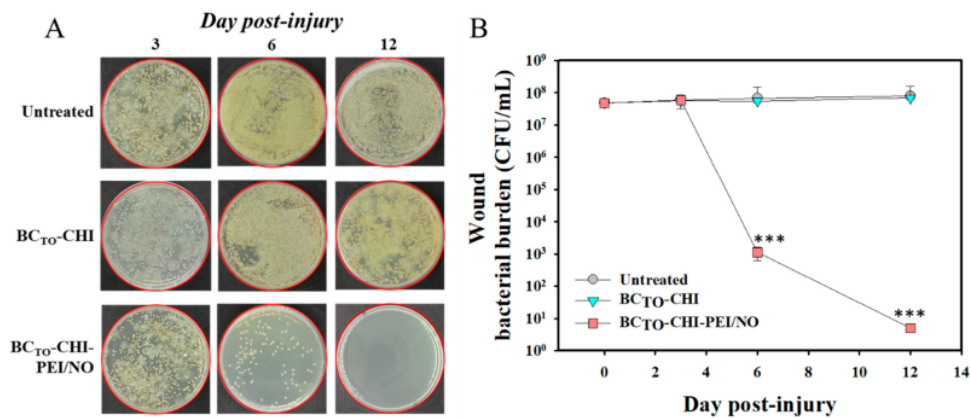 A
Day post-injury
3 6 12
Untreated
BCTO-CHI
BCTO-CHI-
PEI/NO
B
Wound
bacterial burden (CFU/mL)
10⁹
10⁸
10⁷
10⁶
10⁵
10⁴
10³
10²
10¹
10⁰
***
***
Untreated
BCTO-CHI
BCTO-CHI-PEI/NO
0 2 4 6 8 10 12 14
Day post-injury